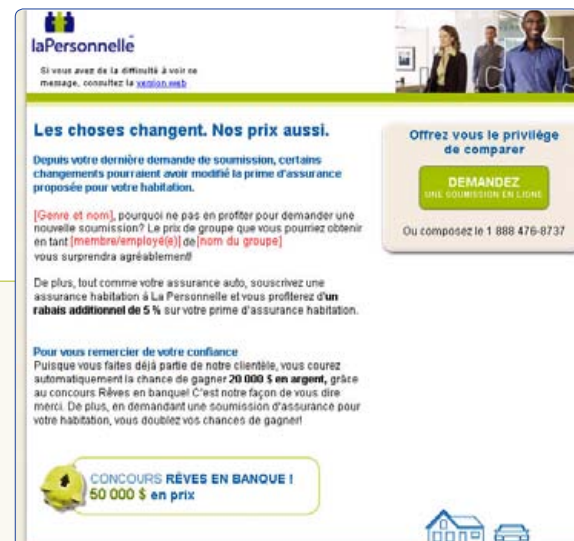 laPersonnelle
Si vous avez de la difficulté à voir ce
message, consultez la version web
Les choses changent. Nos prix aussi.
Depuis votre dernière demande de soumission, certains
changements pourraient avoir modifié la prime d'assurance
proposée pour votre habitation.
[Genre et nom], pourquoi ne pas en profiter pour demander une
nouvelle soumission? Le prix de groupe que vous pourriez obtenir
en tant [membre/employé(e)] de [nom du groupe]
vous surprendra agréablement!
De plus, tout comme votre assurance auto, souscrivez une
assurance habitation à La Personnelle et vous profiterez d'un
rabais additionnel de 5 % sur votre prime d'assurance habitation.
Pour vous remercier de votre confiance
Puisque vous faites déjà partie de notre clientèle, vous courez
automatiquement la chance de gagner 20 000 $ en argent, grâce
au concours Rêves en banque! C'est notre façon de vous dire
merci. De plus, en demandant une soumission d'assurance pour
votre habitation, vous doublez vos chances de gagner!
CONCOURS RÊVES EN BANQUE !
50 000 $ en prix
Offrez vous le privilège
de comparer
DEMANDEZ
UNE SOUMISSION EN LIGNE
Ou composez le 1 888 476-8737